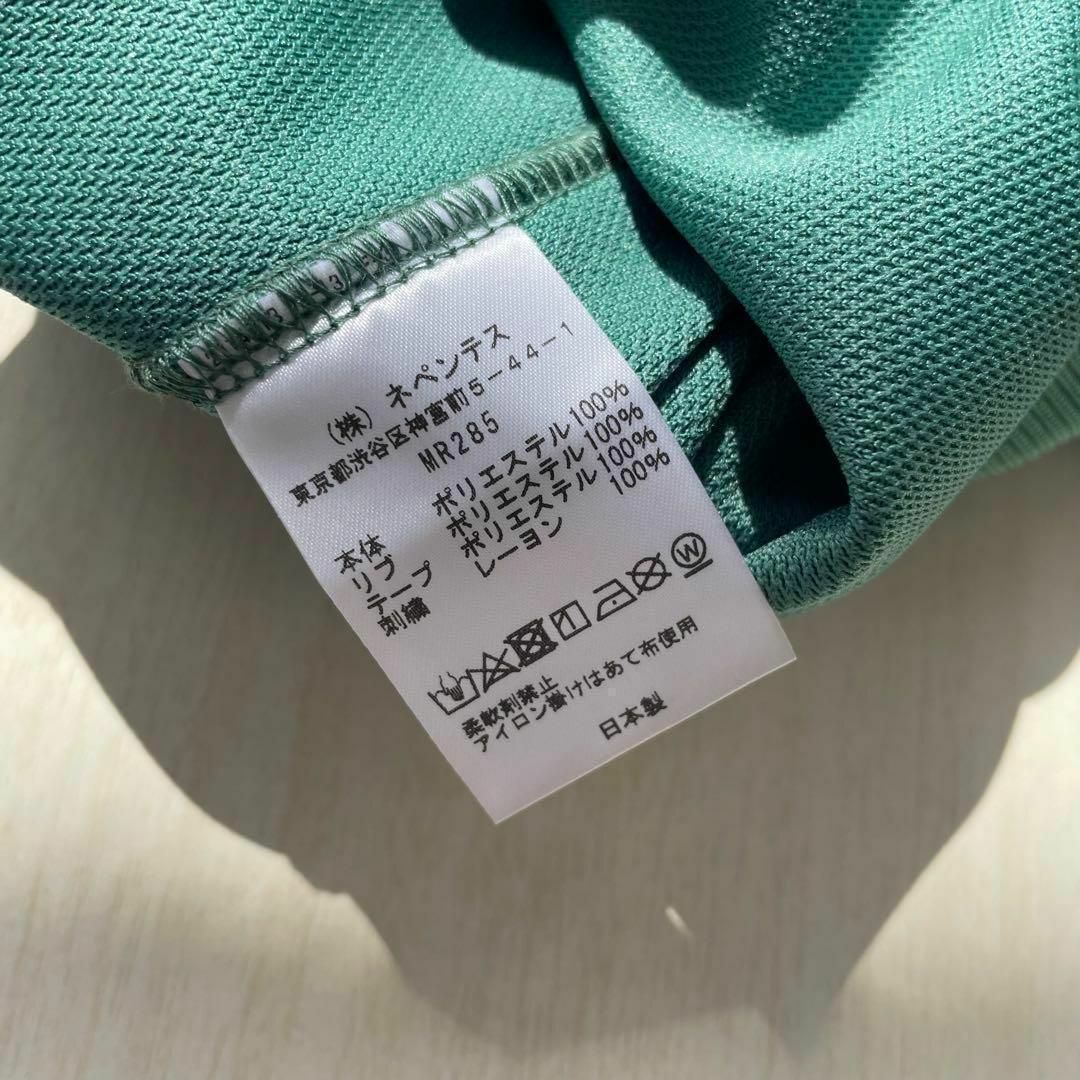 (株) ネペンテス
東京都渋谷区神宮前5-44-1
MR285
本体 ポリエステル100%
リブ ポリエステル100%
テープ ポリエステル100%
刺繍 レーヨン 100%
W
柔軟剤禁止
アイロン掛けはあて布使用
日本製